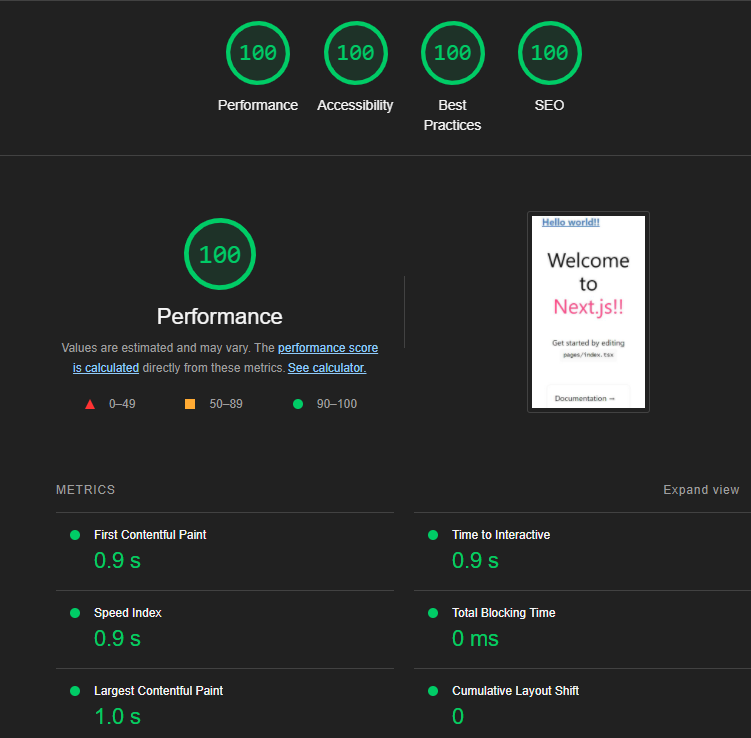 100 100 100 100
Performance Accessibility Best Practices SEO
100
Performance
Values are estimated and may vary. The performance score
is calculated directly from these metrics. See calculator.
0–49 50–89 90–100
Hello world!!
Welcome
to
Next.js!!
Get started by editing
pages/index.tsx
Documentation →
METRICS Expand view
First Contentful Paint
0.9 s
Time to Interactive
0.9 s
Speed Index
0.9 s
Total Blocking Time
0 ms
Largest Contentful Paint
1.0 s
Cumulative Layout Shift
0